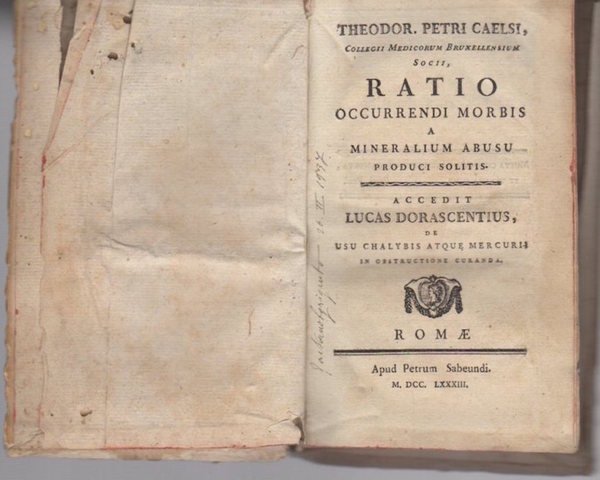 THEODOR. PETRI CAELSI,
COLLEGII MEDICORUM BRUXELLENSIUM
SOCII,
RATIO
OCCURRENDI MORBIS
A
MINERALIUM ABUSU
PRODUCI SOLITIS.
ACCEDIT
LUCAS DORASCENTIUS,
DE
USU CHALYBIS ATQUE MERCURII
IN OBSTRUCTIONE CURANDA.
ROMÆ
Apud Petrum Sabeundi.
M. DCC. LXXXIII.